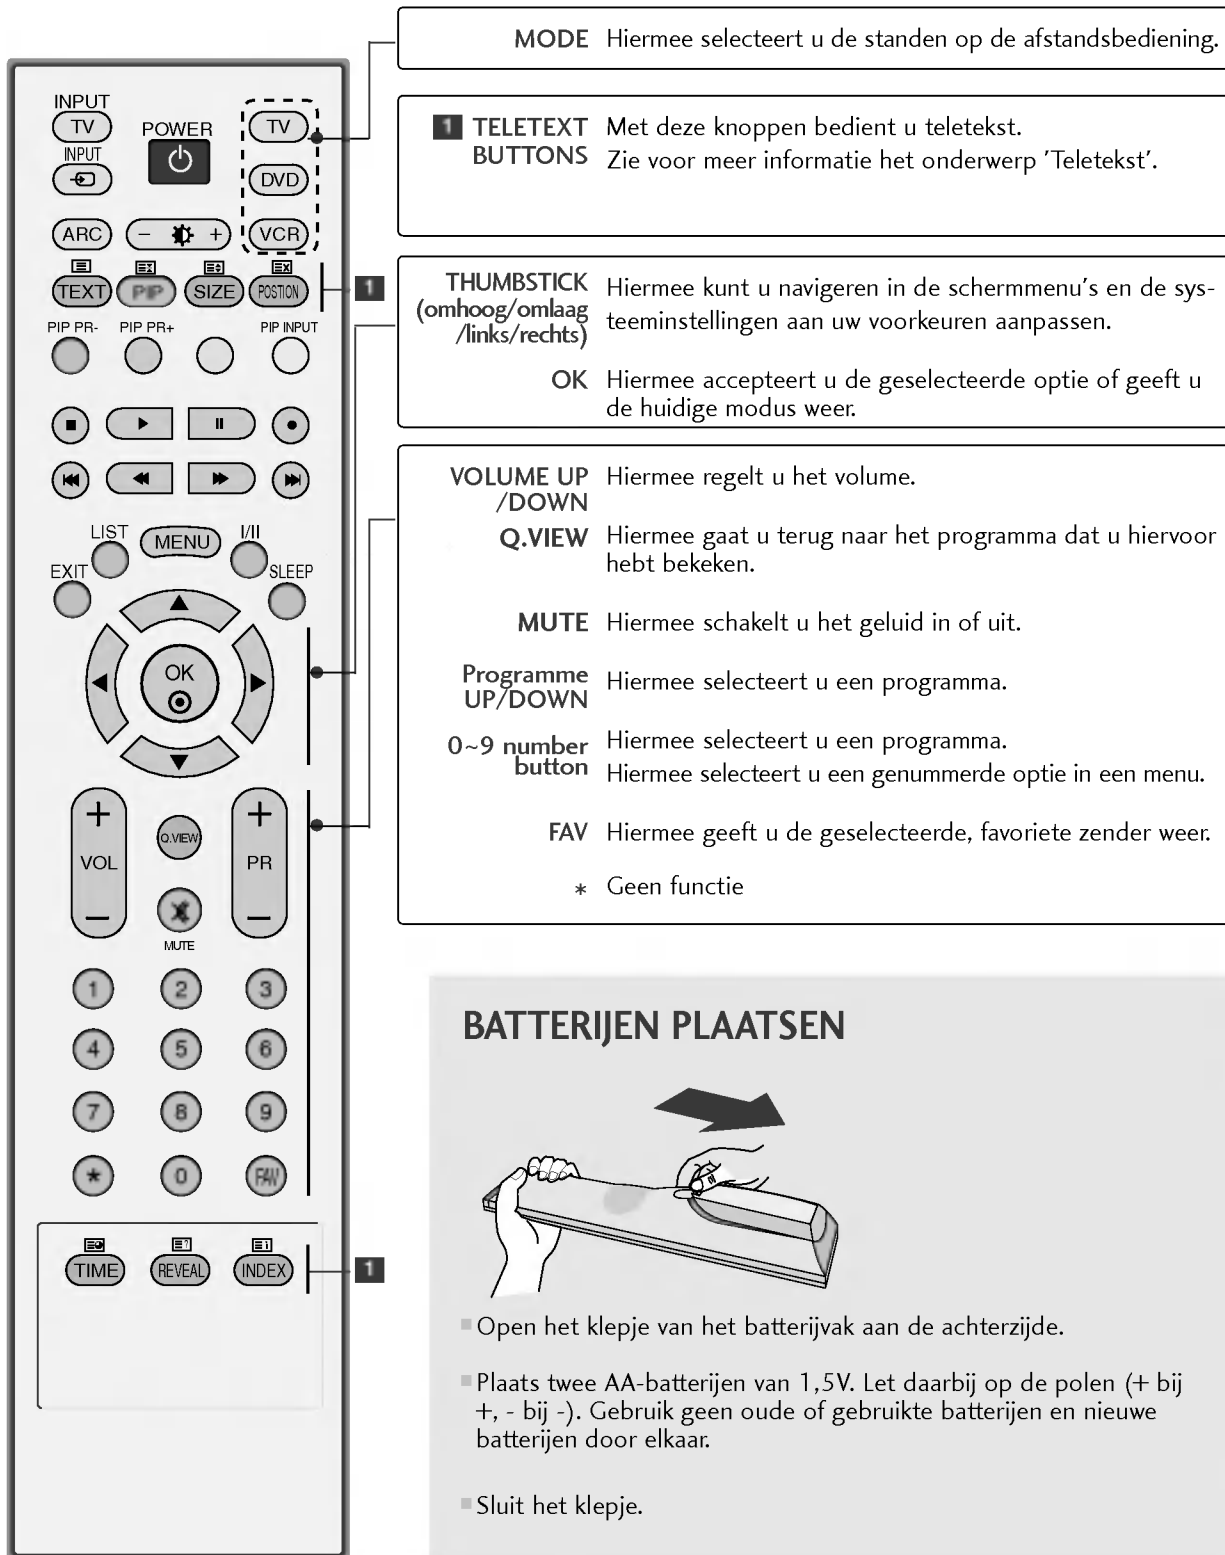 MODE Hiermee selecteert u de standen op de afstandsbediening.
1 TELETEXT BUTTONS Met deze knoppen bedient u teletekst.
Zie voor meer informatie het onderwerp 'Teletekst'.
THUMBSTICK (omhoog/omlaag /links/rechts) Hiermee kunt u navigeren in de schermmenu's en de sys-
teeminstellingen aan uw voorkeuren aanpassen.
OK Hiermee accepteert u de geselecteerde optie of geeft u
de huidige modus weer.
VOLUME UP /DOWN Hiermee regelt u het volume.
Q.VIEW Hiermee gaat u terug naar het programma dat u hiervoor
hebt bekeken.
MUTE Hiermee schakelt u het geluid in of uit.
Programme UP/DOWN Hiermee selecteert u een programma.
0~9 number button Hiermee selecteert u een programma.
Hiermee selecteert u een genummerde optie in een menu.
FAV Hiermee geeft u de geselecteerde, favoriete zender weer.
* Geen functie
INPUT
TV POWER TV
INPUT
DVD
ARC - + VCR
TEXT PIP SIZE POSTION 1
PIP PR- PIP PR+ PIP INPUT
LIST MENU I/II
EXIT SLEEP
OK
+ Q.VIEW +
VOL PR
- -
MUTE
1 2 3
4 5 6
7 8 9
* 0 FAV
TIME REVEAL INDEX 1
BATTERIJEN PLAATSEN
Open het klepje van het batterijvak aan de achterzijde.
Plaats twee AA-batterijen van 1,5V. Let daarbij op de polen (+ bij
+, - bij -). Gebruik geen oude of gebruikte batterijen en nieuwe
batterijen door elkaar.
Sluit het klepje.